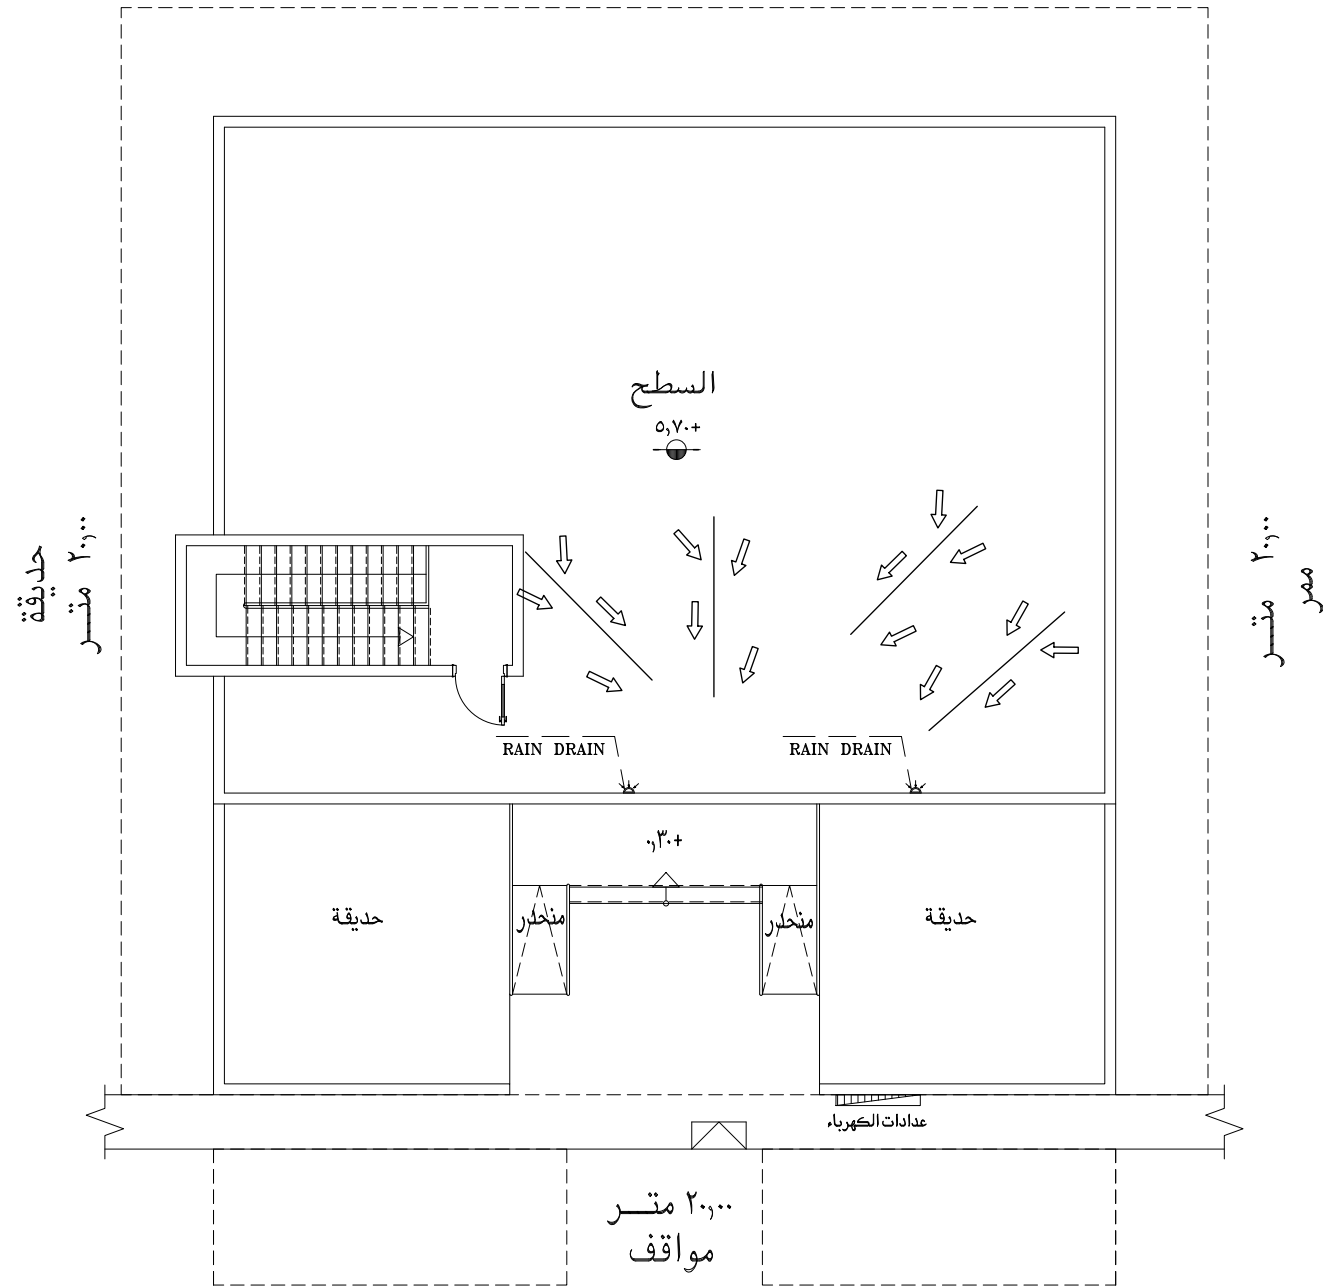 السطح
+٥,٧٠
حديقة
٢٠,٠٠ متـــر
٢٠,٠٠ متـــر
ممر
RAIN DRAIN
RAIN DRAIN
+٠,٣٠
حديقة
منحدر
منحدر
حديقة
عدادات الكهرباء
٢٠,٠٠ متـــر
مواقف